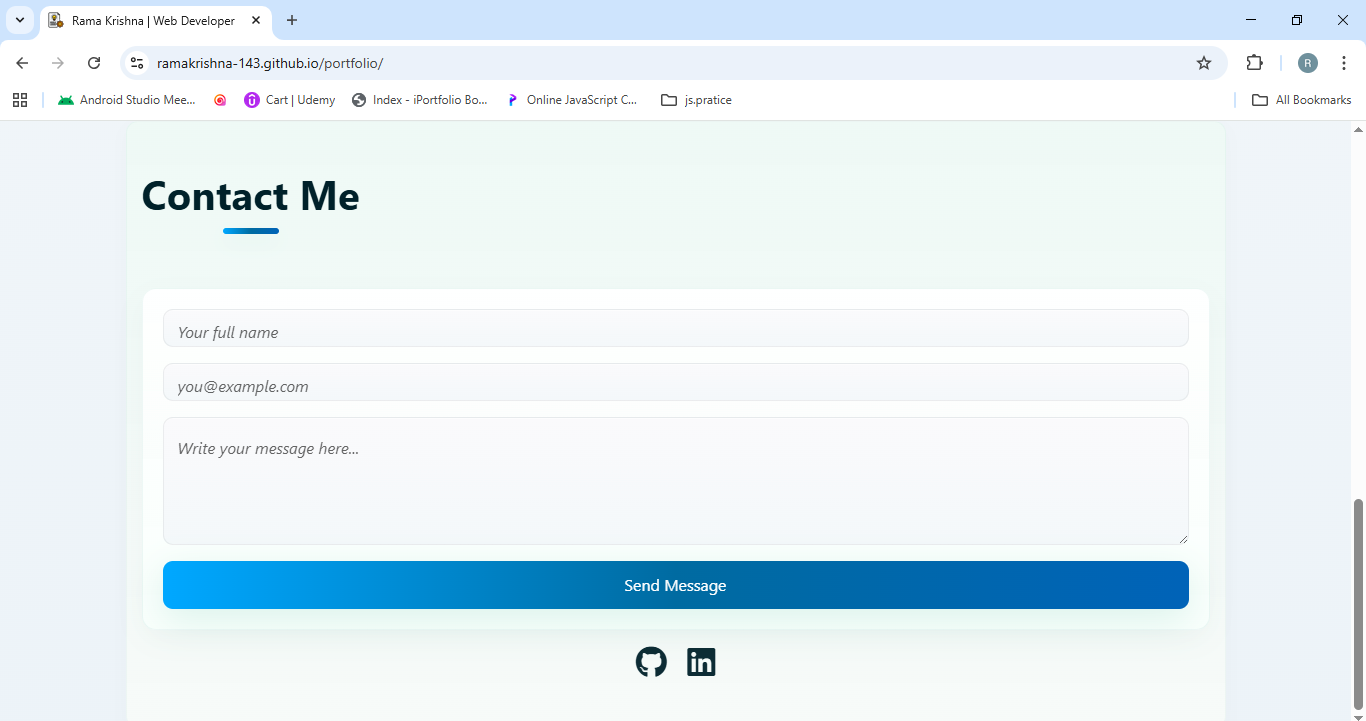 Rama Krishna | Web Developer
ramakrishna-143.github.io/portfolio/
R
Android Studio Mee...
Cart | Udemy
Index - iPortfolio Bo...
Online JavaScript C...
js.pratice
All Bookmarks
Contact Me
Your full name
you@example.com
Write your message here...
Send Message
in